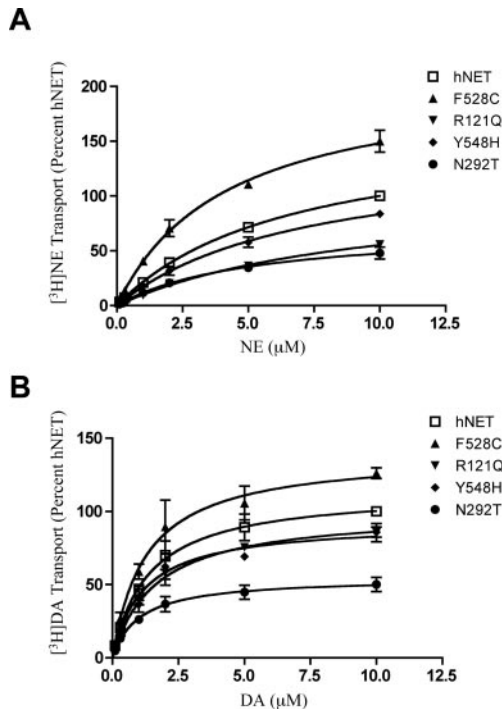 A
[³H]NE Transport (Percent hNET)
200
150
100
50
0
0.0
2.5
5.0
7.5
10.0
12.5
NE (μM)
hNET
F528C
R121Q
Y548H
N292T
B
[³H]DA Transport (Percent hNET)
150
100
50
0
0.0
2.5
5.0
7.5
10.0
12.5
DA (μM)
hNET
F528C
R121Q
Y548H
N292T